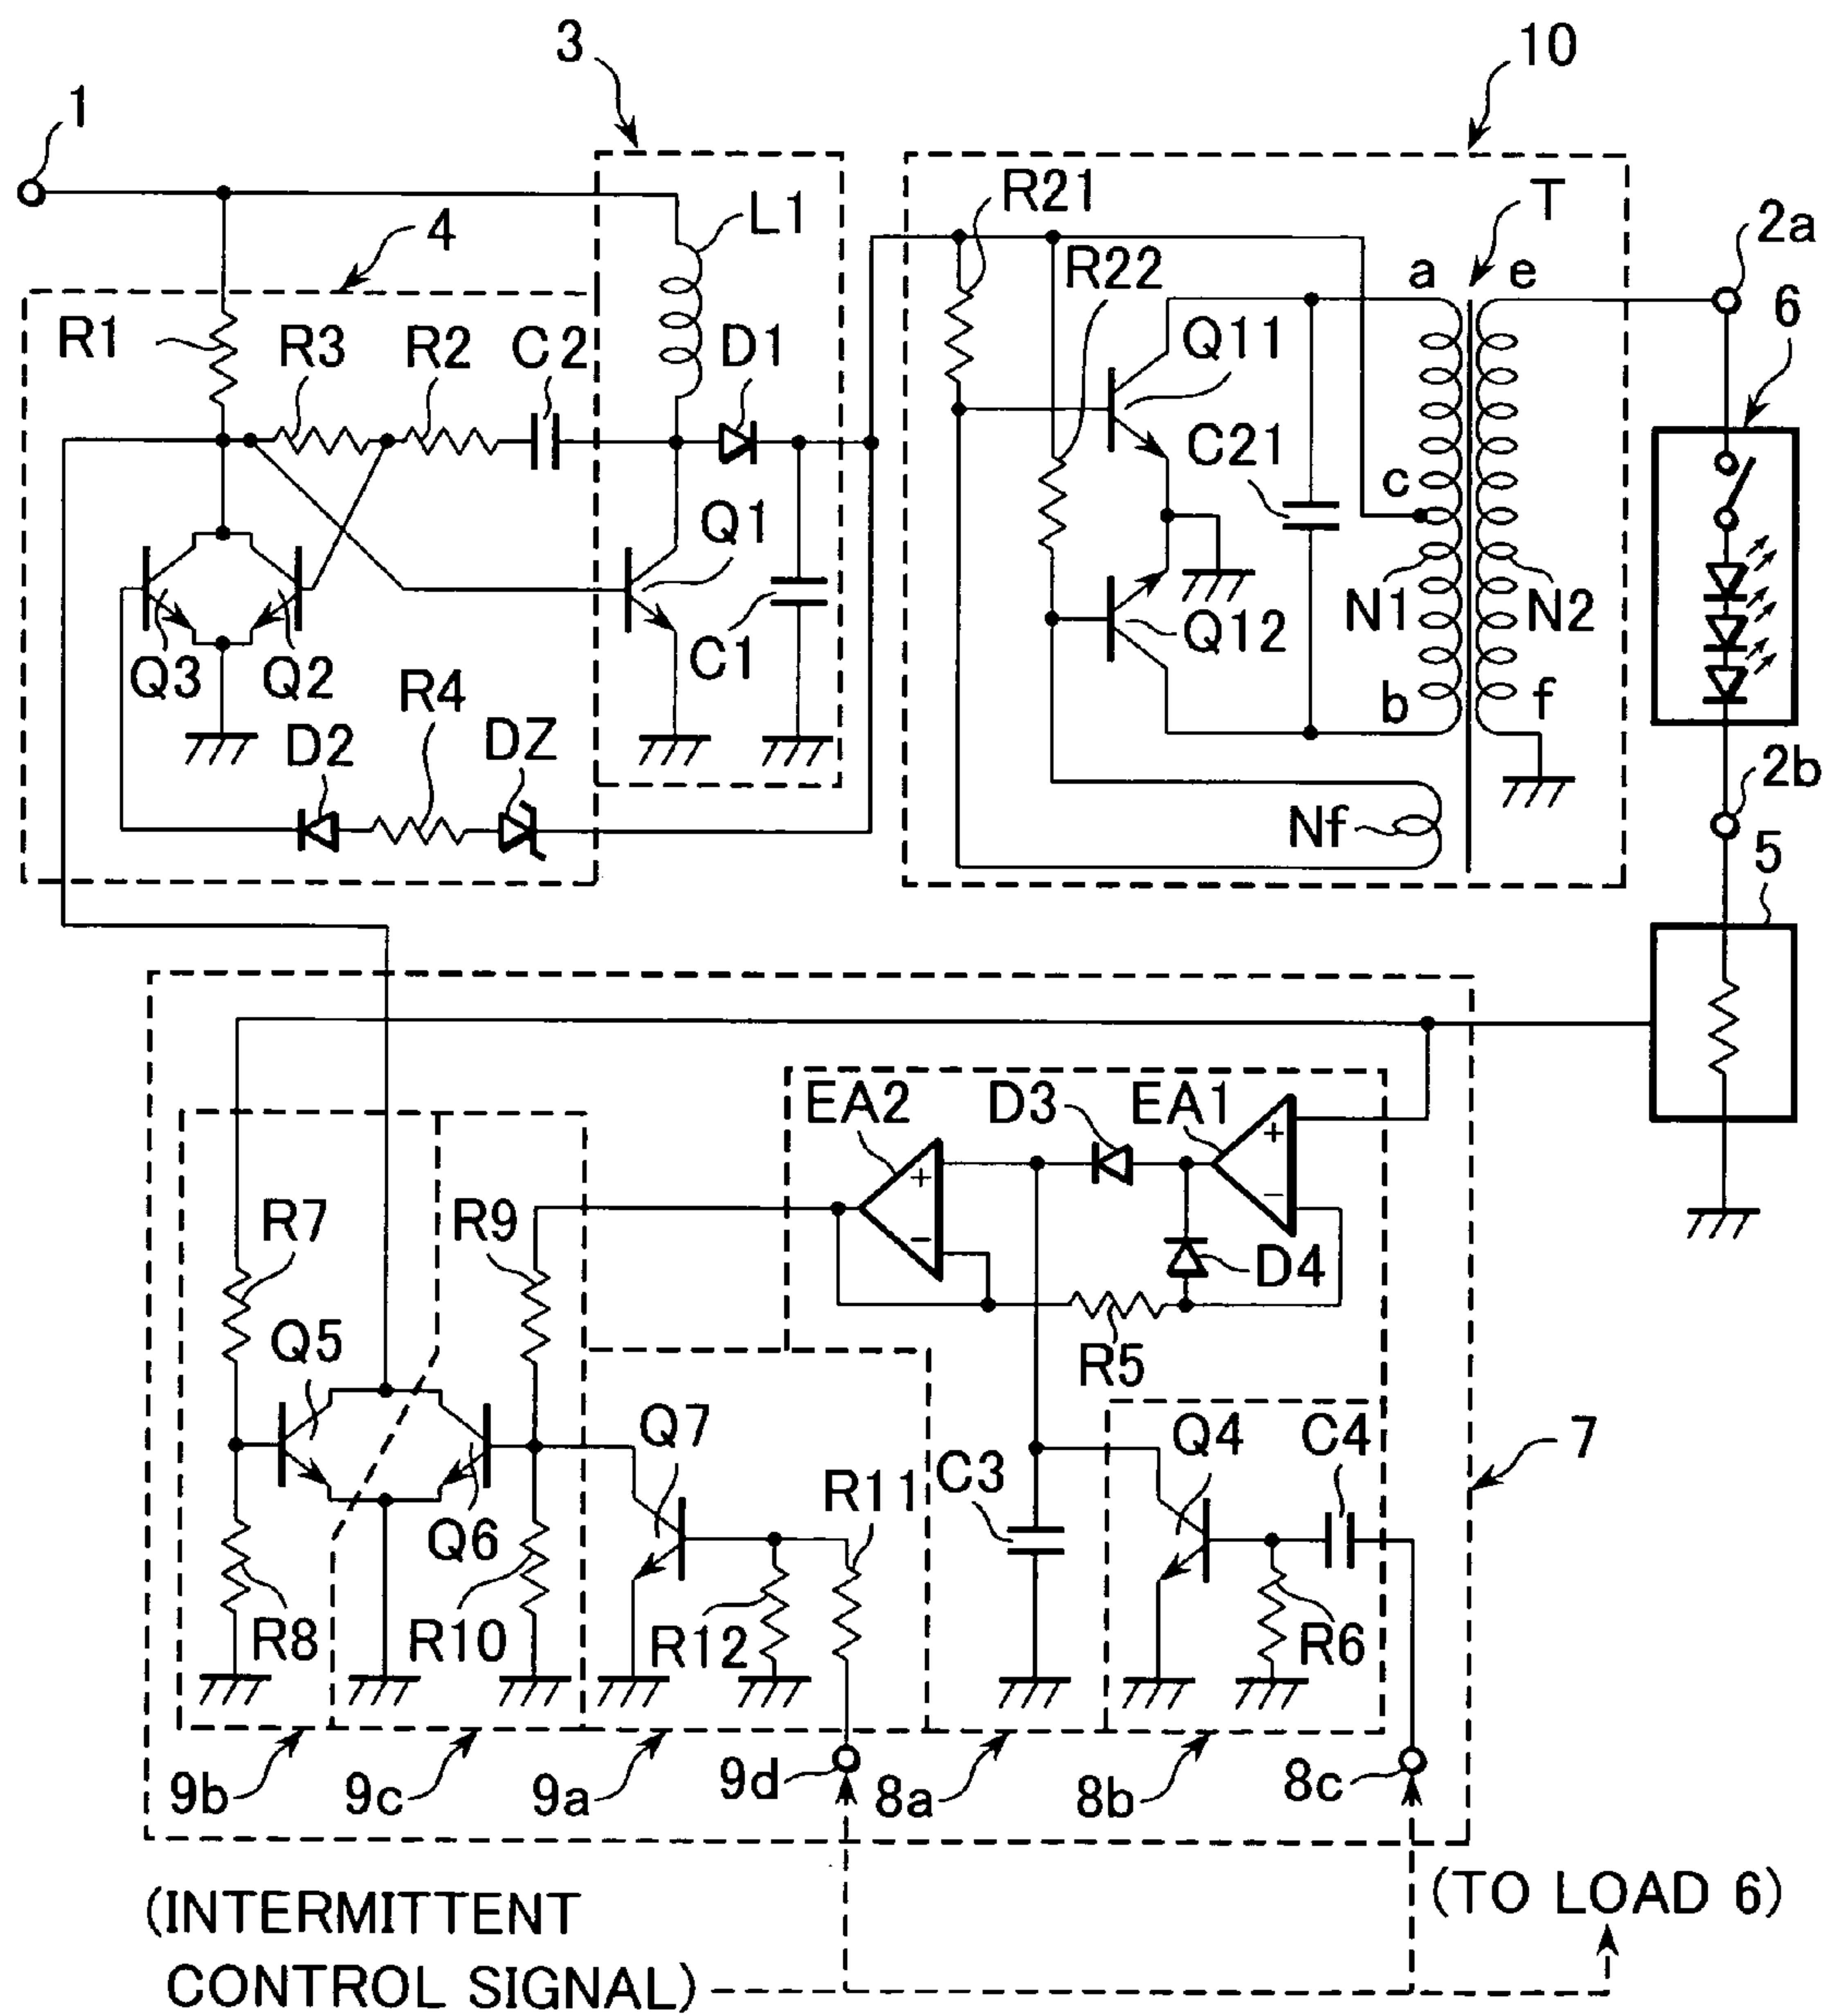 3
10
1
R21
T
2a
4
L1
R22
a
e
6
R1
R3
R2
C2
D1
Q11
C21
c
Q1
N1
N2
Q3
Q2
C1
Q12
R4
b
f
D2
DZ
2b
Nf
5
EA2
D3
EA1
+
+
−
−
R7
R9
D4
Q5
R5
Q7
Q4
C4
7
C3
R11
Q6
R8
R10
R12
R6
9b
9c
9a
9d
8a
8b
8c
(INTERMITTENT
CONTROL SIGNAL)
(TO LOAD 6)